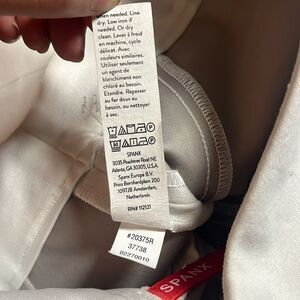 when needed. Line
dry. Low iron if
needed. Or dry
clean. Laver à froid
en machine, cycle
délicat. Avec
couleurs similaires.
Utiliser seulement
un agent de
blanchiment non
chloré au besoin.
Etendre. Repasser
au fer doux au
besoin, ou nettoyer
à sec.
SPANX
3035 Peachtree Road NE
Atlanta, GA 30305, U.S.A.
Spanx Europe B.V.
Prins Bernhardplein 200
1097JB Amsterdam,
Netherlands
RN# 112121
#20375R
37738
02270010
SPANX